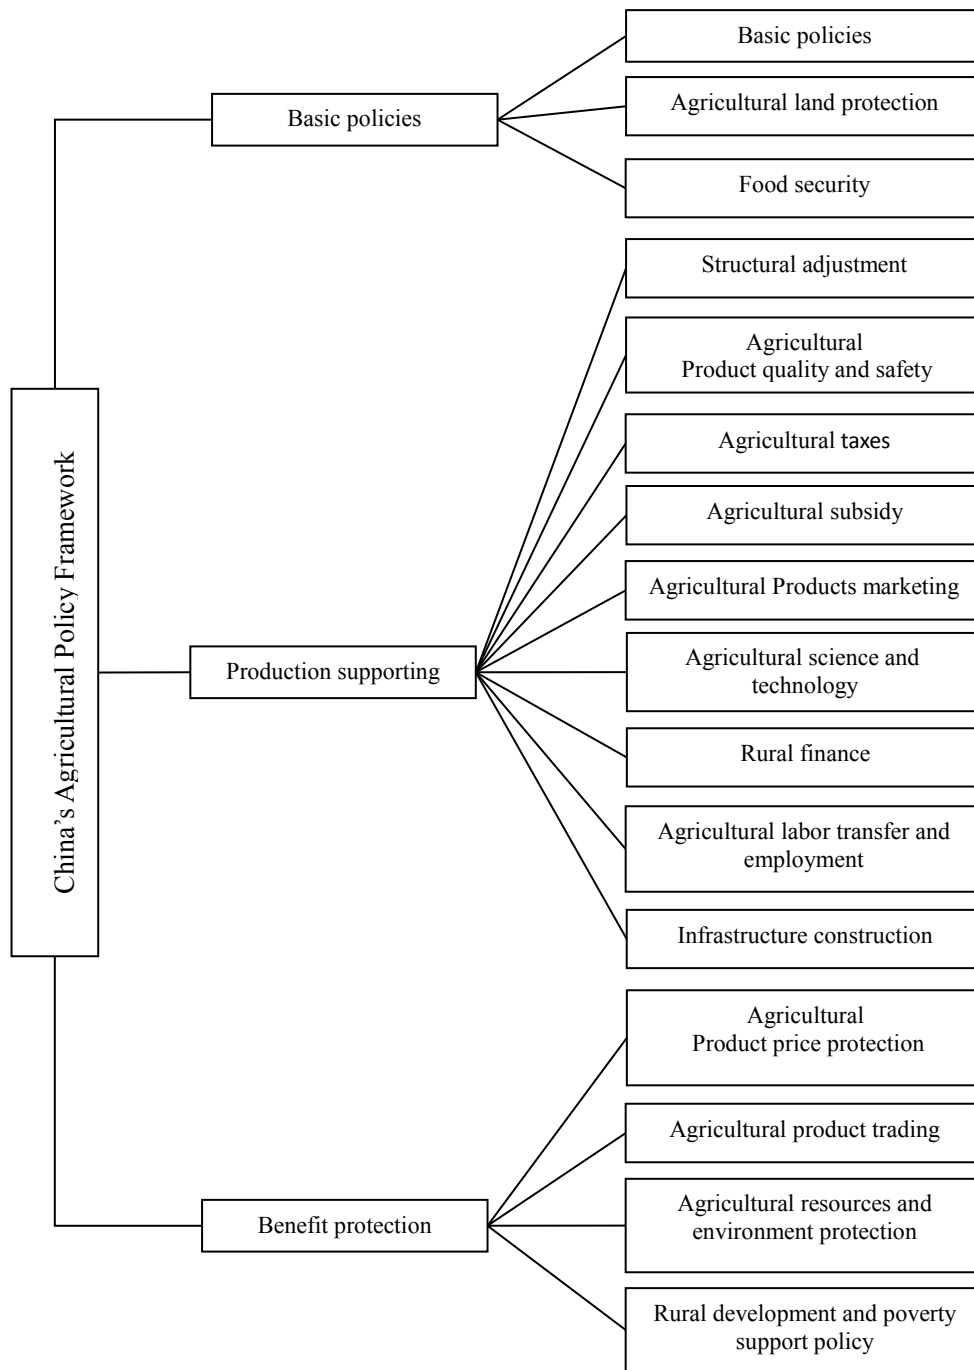 China's Agricultural Policy Framework
Basic policies
Basic policies
Agricultural land protection
Food security
Production supporting
Structural adjustment
Agricultural
Product quality and safety
Agricultural taxes
Agricultural subsidy
Agricultural Products marketing
Agricultural science and
technology
Rural finance
Agricultural labor transfer and
employment
Infrastructure construction
Benefit protection
Agricultural
Product price protection
Agricultural product trading
Agricultural resources and
environment protection
Rural development and poverty
support policy